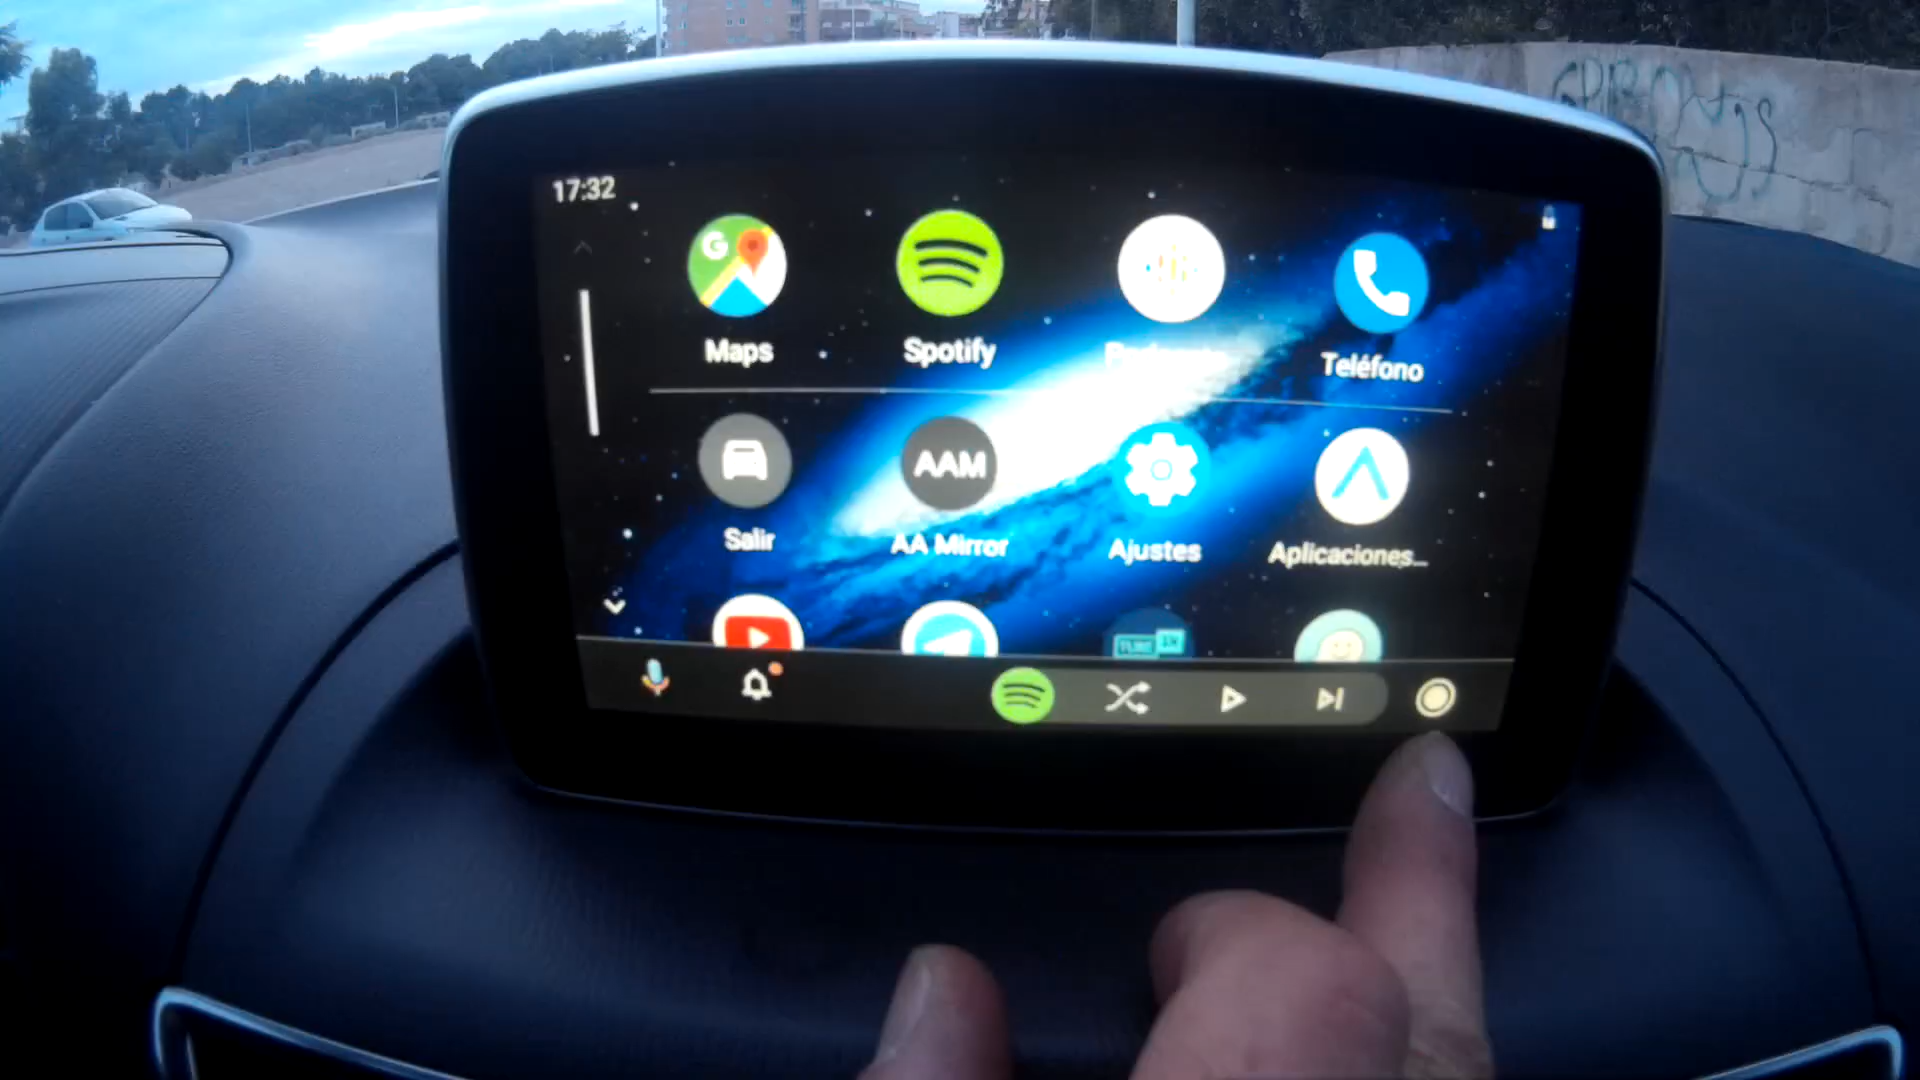 17:32
G
Maps
Spotify
Teléfono
AAM
Salir
AA Mirror
Ajustes
Aplicaciones...